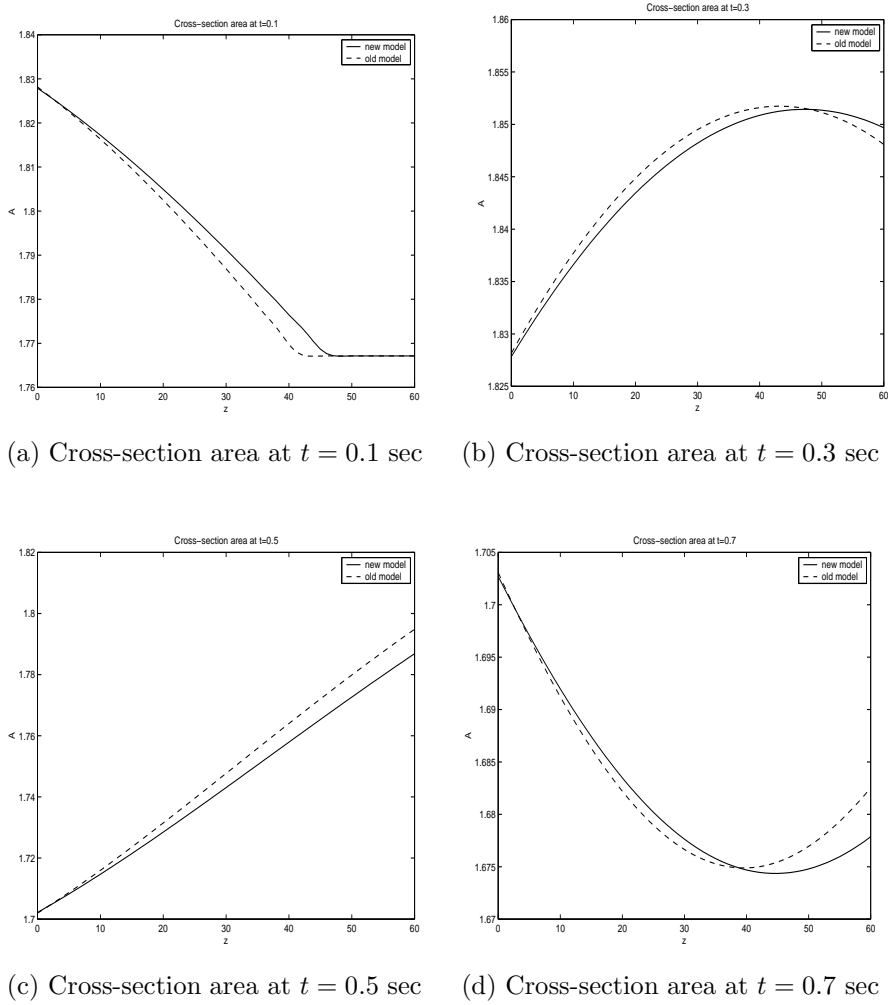 Cross−section area at t=0.1
new model
old model
1.84
1.83
1.82
1.81
1.8
1.79
1.78
1.77
1.76
A
0 10 20 30 40 50 60
z
(a) Cross-section area at t = 0.1 sec
Cross−section area at t=0.3
new model
old model
1.86
1.855
1.85
1.845
1.84
1.835
1.83
1.825
A
0 10 20 30 40 50 60
z
(b) Cross-section area at t = 0.3 sec
Cross−section area at t=0.5
new model
old model
1.82
1.8
1.78
1.76
1.74
1.72
1.7
A
0 10 20 30 40 50 60
z
(c) Cross-section area at t = 0.5 sec
Cross−section area at t=0.7
new model
old model
1.705
1.7
1.695
1.69
1.685
1.68
1.675
1.67
A
0 10 20 30 40 50 60
z
(d) Cross-section area at t = 0.7 sec